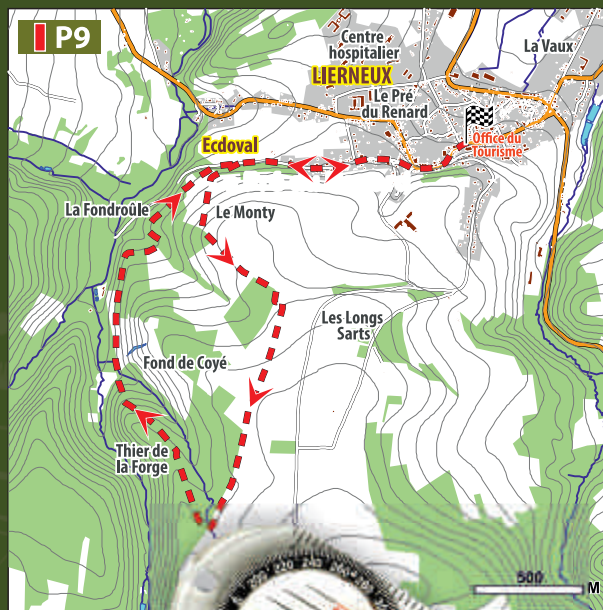 P9
Centre
hospitalier
La Vaux
LIERNEUX
Le Pré
du Renard
Office du
Tourisme
Ecdoval
La Fondroûle
Le Monty
Les Longs
Sarts
Fond de Coyé
Thier de
la Forge
500
M